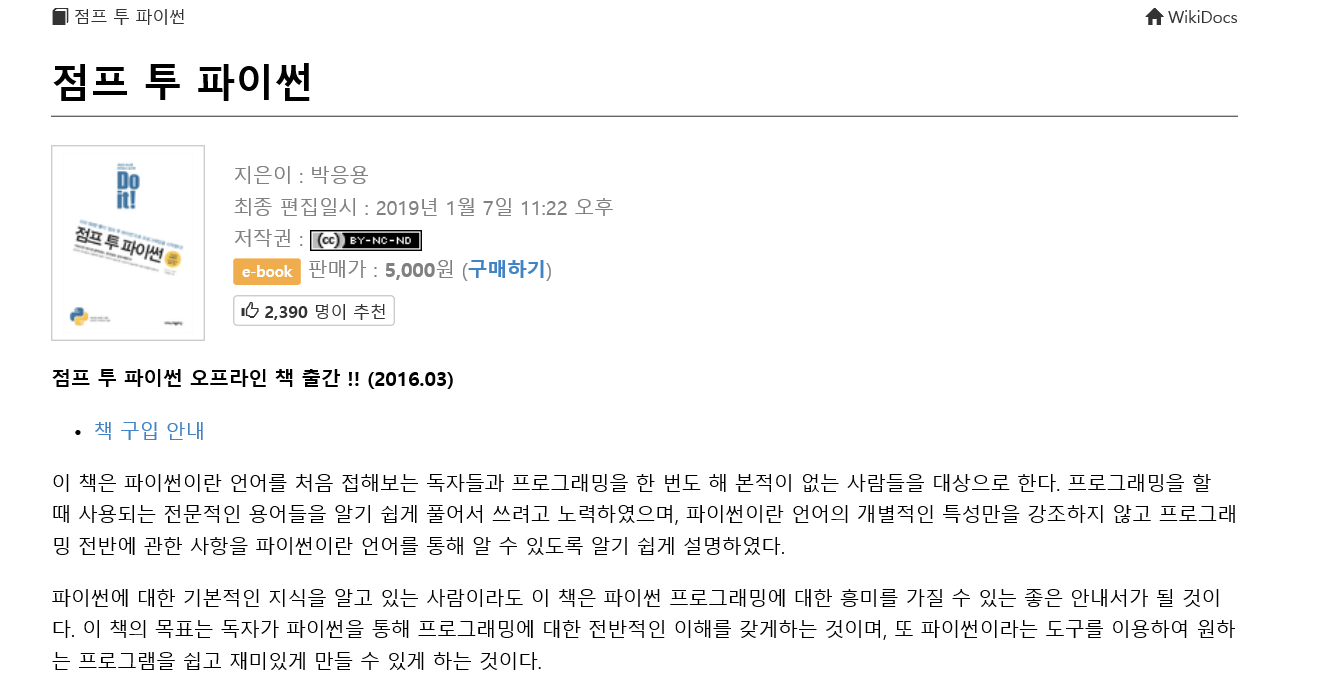 점프 투 파이썬
WikiDocs
점프 투 파이썬
Do
it!
점프 투 파이썬
지은이 : 박응용
최종 편집일시 : 2019년 1월 7일 11:22 오후
저작권 : (cc) BY-NC-ND
e-book 판매가 : 5,000원 (구매하기)
2,390 명이 추천
점프 투 파이썬 오프라인 책 출간 !! (2016.03)
• 책 구입 안내
이 책은 파이썬이란 언어를 처음 접해보는 독자들과 프로그래밍을 한 번도 해 본적이 없는 사람들을 대상으로 한다. 프로그래밍을 할
때 사용되는 전문적인 용어들을 알기 쉽게 풀어서 쓰려고 노력하였으며, 파이썬이란 언어의 개별적인 특성만을 강조하지 않고 프로그래
밍 전반에 관한 사항을 파이썬이란 언어를 통해 알 수 있도록 알기 쉽게 설명하였다.
파이썬에 대한 기본적인 지식을 알고 있는 사람이라도 이 책은 파이썬 프로그래밍에 대한 흥미를 가질 수 있는 좋은 안내서가 될 것이
다. 이 책의 목표는 독자가 파이썬을 통해 프로그래밍에 대한 전반적인 이해를 갖게하는 것이며, 또 파이썬이라는 도구를 이용하여 원하
는 프로그램을 쉽고 재미있게 만들 수 있게 하는 것이다.